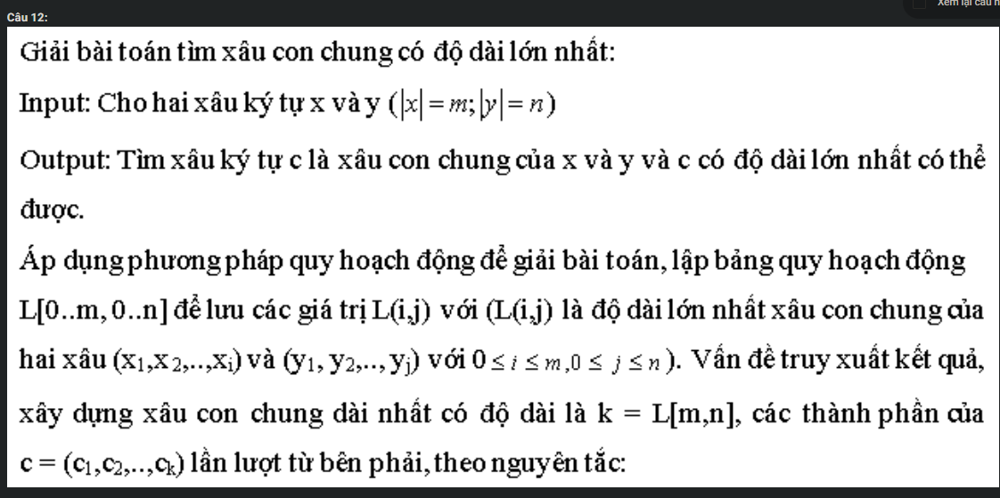 Xem lại câu h
Câu 12:
Giải bài toán tìm xâu con chung có độ dài lớn nhất:
Input: Cho hai xâu ký tự x và y (|x| = m; |y| = n)
Output: Tìm xâu ký tự c là xâu con chung của x và y và c có độ dài lớn nhất có thể
được.
Áp dụng phương pháp quy hoạch động để giải bài toán, lập bảng quy hoạch động
L[0..m, 0..n] để lưu các giá trị L(i,j) với (L(i,j) là độ dài lớn nhất xâu con chung của
hai xâu (x₁,x₂,..,xᵢ) và (y₁, y₂,.., yⱼ) với 0 ≤ i ≤ m ,0 ≤ j ≤ n ). Vấn đề truy xuất kết quả,
xây dựng xâu con chung dài nhất có độ dài là k = L[m,n], các thành phần của
c = (c₁,c₂,..,cₖ) lần lượt từ bên phải, theo nguyên tắc: